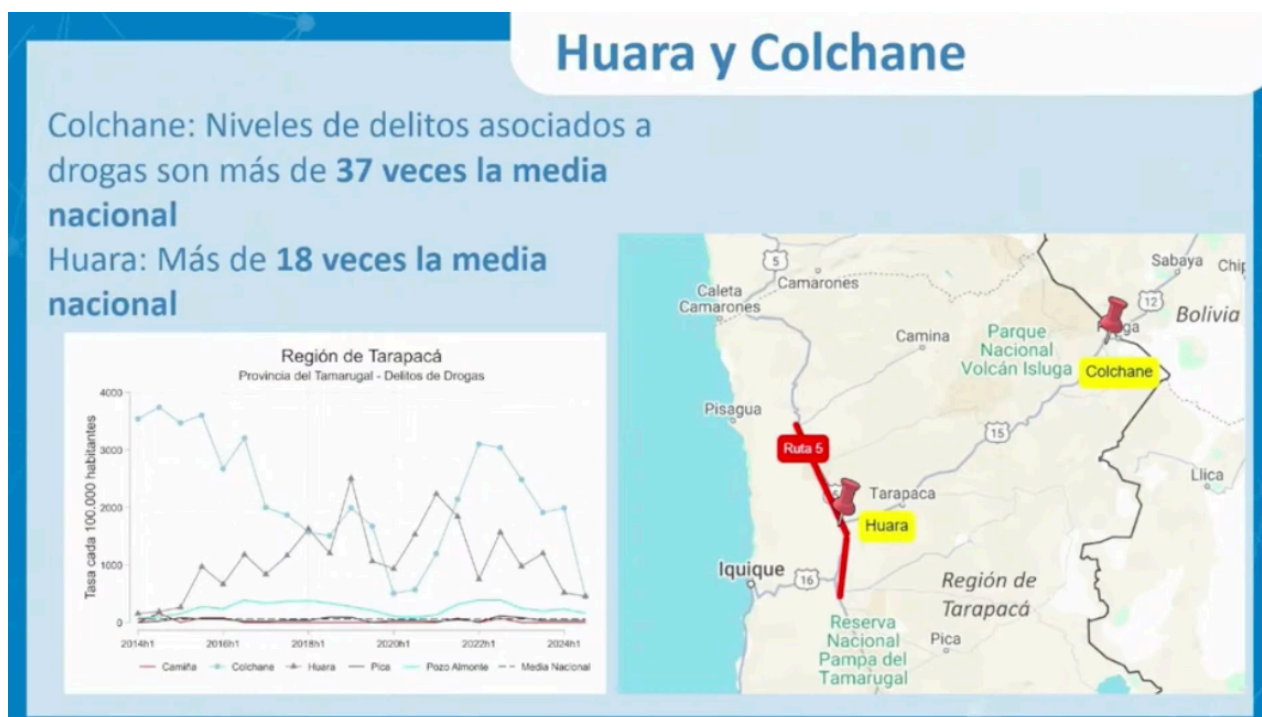 Huara y Colchane
Colchane: Niveles de delitos asociados a
drogas son más de 37 veces la media
nacional
Huara: Más de 18 veces la media
nacional
Región de Tarapacá
Provincia del Tamarugal - Delitos de Drogas
Tasa cada 100.000 habitantes
4000
3000
2000
1000
0
2014h1 2016h1 2018h1 2020h1 2022h1 2024h1
Camiña Colchane Huara Pica Pozo Almonte Media Nacional
5
Camarones
Caleta
Camarones
Sabaya
12
Bolivia
Camina
Parque
Nacional
Volcán Isluga
Colchane
Pisagua
15
Ruta 5
Llica
Tarapaca
Huara
Iquique
16
Región de
Tarapacá
Reserva
Nacional
Pampa del
Tamarugal
Pica